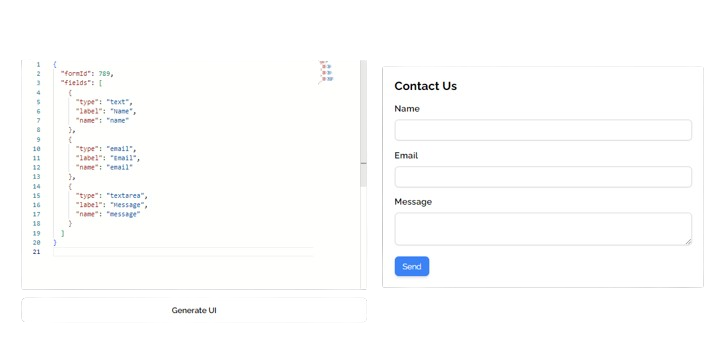 1 {
2 "formId": 789,
3 "fields": [
4 {
5 "type": "text",
6 "label": "Name",
7 "name": "name"
8 },
9 {
10 "type": "email",
11 "label": "Email",
12 "name": "email"
13 },
14 {
15 "type": "textarea",
16 "label": "Message",
17 "name": "message"
18 }
19 ]
20 }
21
Generate UI
Contact Us
Name
Email
Message
Send